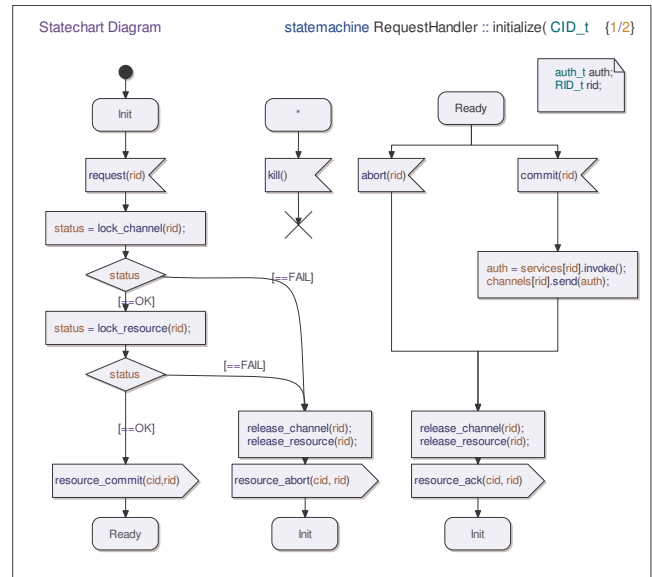 Statechart Diagram
statemachine RequestHandler :: initialize( CID_t {1/2}
auth_t auth;
RID_t rid;
Init
*
Ready
request(rid)
kill()
abort(rid)
commit(rid)
status = lock_channel(rid);
status
[==FAIL]
auth = services[rid].invoke();
channels[rid].send(auth);
[==OK]
status = lock_resource(rid);
status
[==FAIL]
[==OK]
release_channel(rid);
release_resource(rid);
release_channel(rid);
release_resource(rid);
resource_commit(cid,rid)
resource_abort(cid, rid)
resource_ack(cid, rid)
Ready
Init
Init